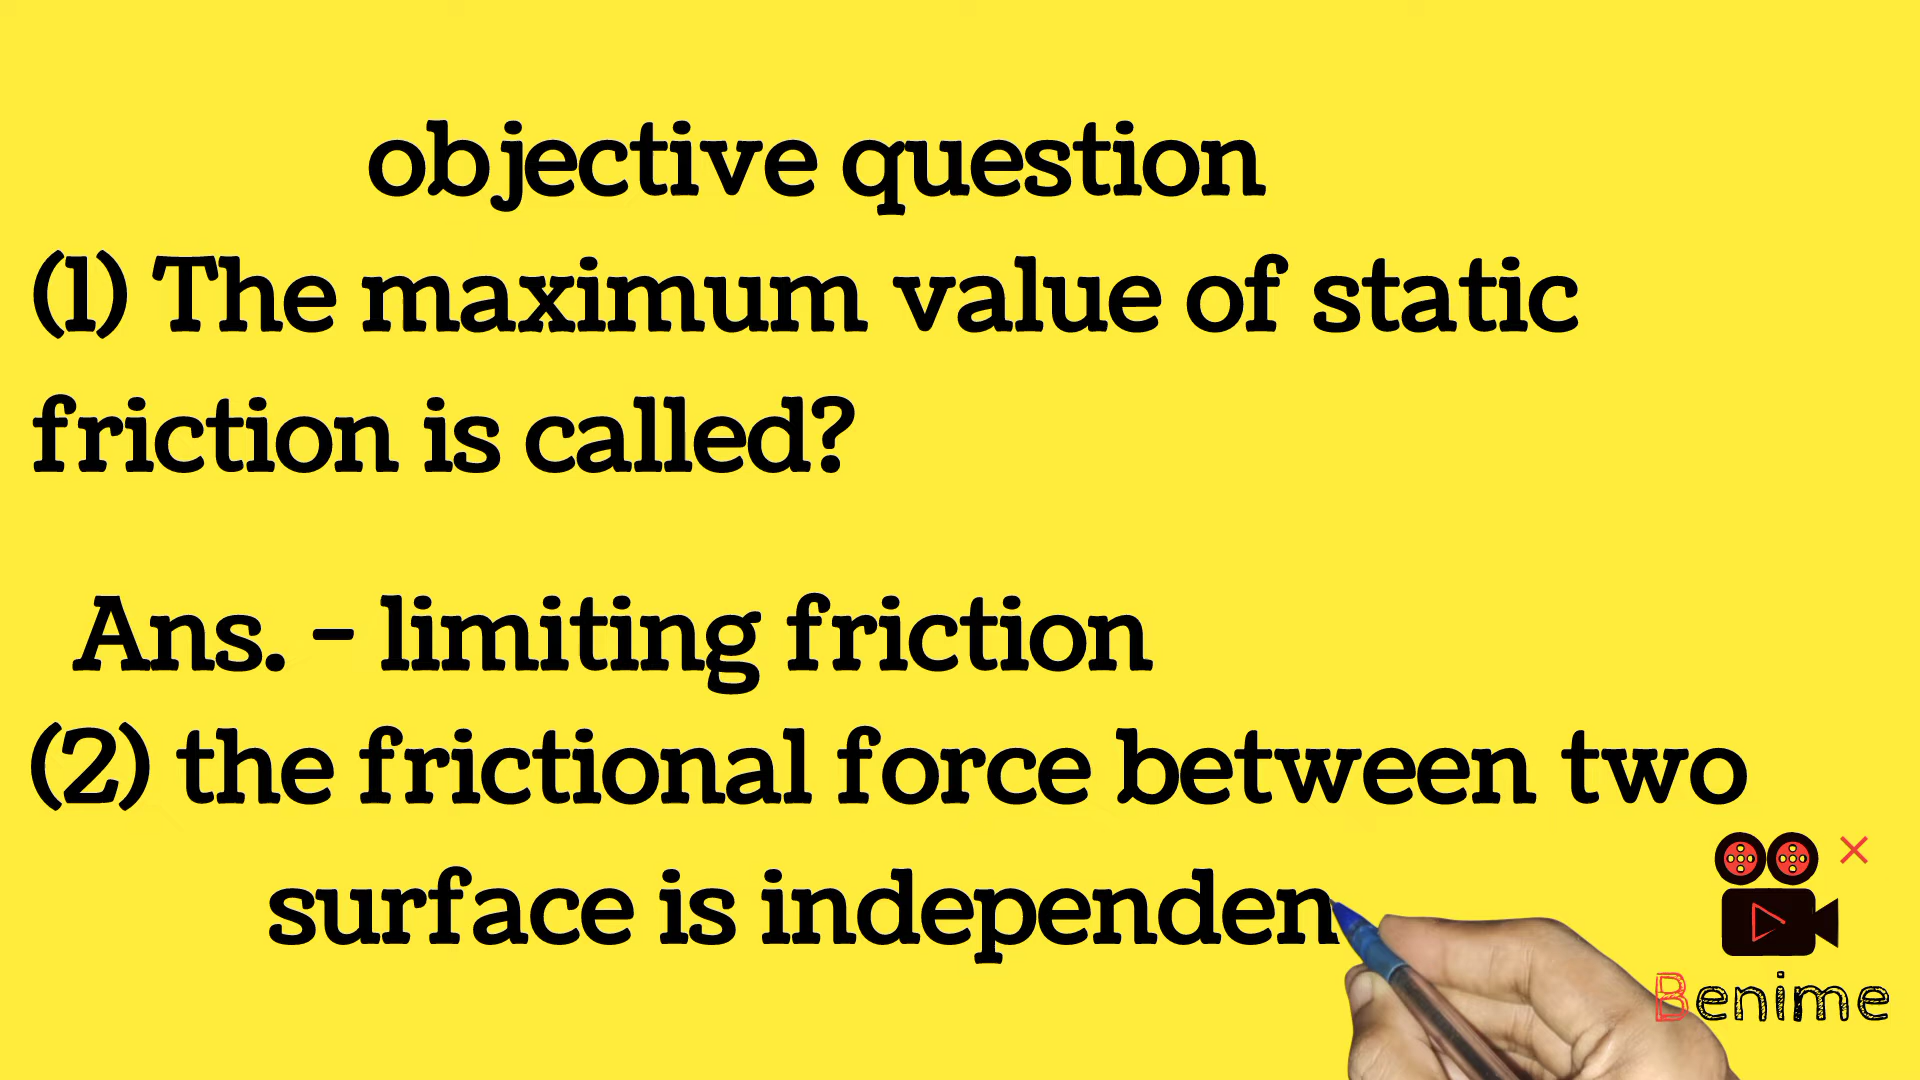 objective question
(1) The maximum value of static
friction is called?
Ans. - limiting friction
(2) the frictional force between two
surface is independen
Benime